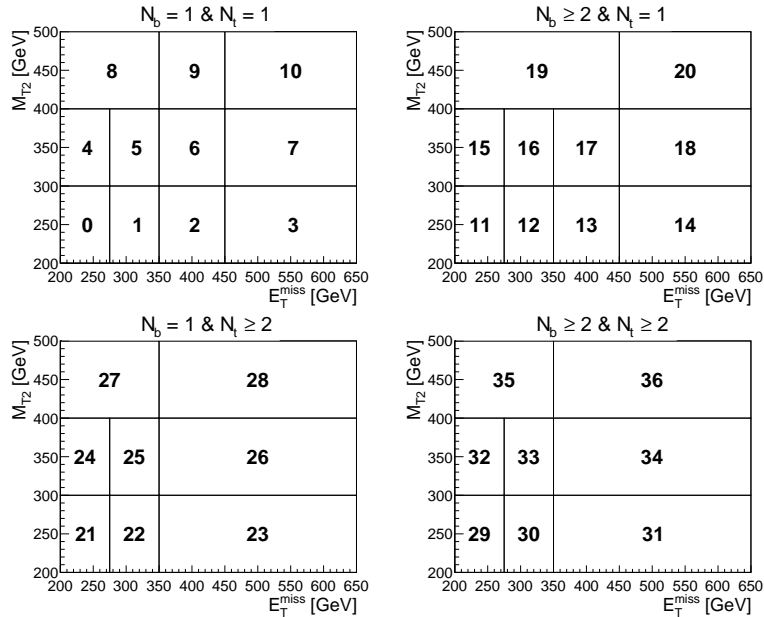 N_b = 1 & N_t = 1
M_T2 [GeV]
500
450
400
350
300
250
200
8 9 10
4 5 6 7
0 1 2 3
200 250 300 350 400 450 500 550 600 650
E_T^miss [GeV]
N_b ≥ 2 & N_t = 1
M_T2 [GeV]
500
450
400
350
300
250
200
19 20
15 16 17 18
11 12 13 14
200 250 300 350 400 450 500 550 600 650
E_T^miss [GeV]
N_b = 1 & N_t ≥ 2
M_T2 [GeV]
500
450
400
350
300
250
200
27 28
24 25 26
21 22 23
200 250 300 350 400 450 500 550 600 650
E_T^miss [GeV]
N_b ≥ 2 & N_t ≥ 2
M_T2 [GeV]
500
450
400
350
300
250
200
35 36
32 33 34
29 30 31
200 250 300 350 400 450 500 550 600 650
E_T^miss [GeV]